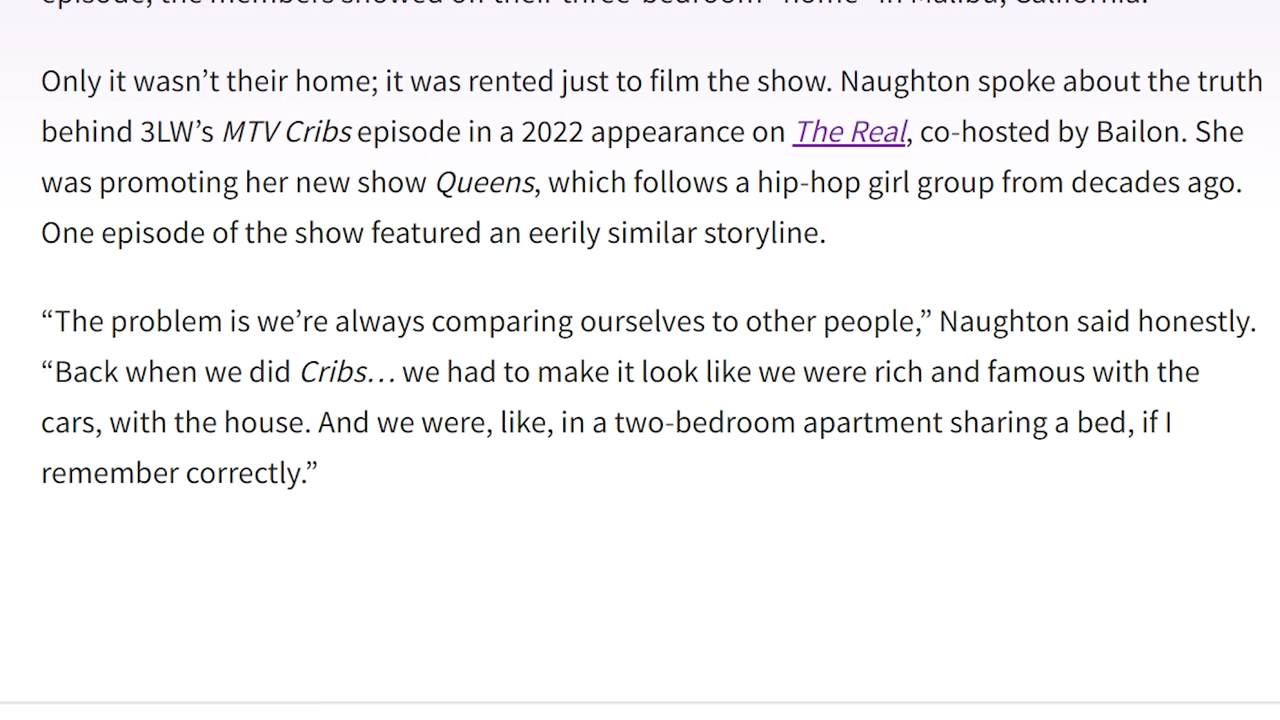 Only it wasn’t their home; it was rented just to film the show. Naughton spoke about the truth
behind 3LW’s MTV Cribs episode in a 2022 appearance on The Real, co-hosted by Bailon. She
was promoting her new show Queens, which follows a hip-hop girl group from decades ago.
One episode of the show featured an eerily similar storyline.
“The problem is we’re always comparing ourselves to other people,” Naughton said honestly.
“Back when we did Cribs… we had to make it look like we were rich and famous with the
cars, with the house. And we were, like, in a two-bedroom apartment sharing a bed, if I
remember correctly.”